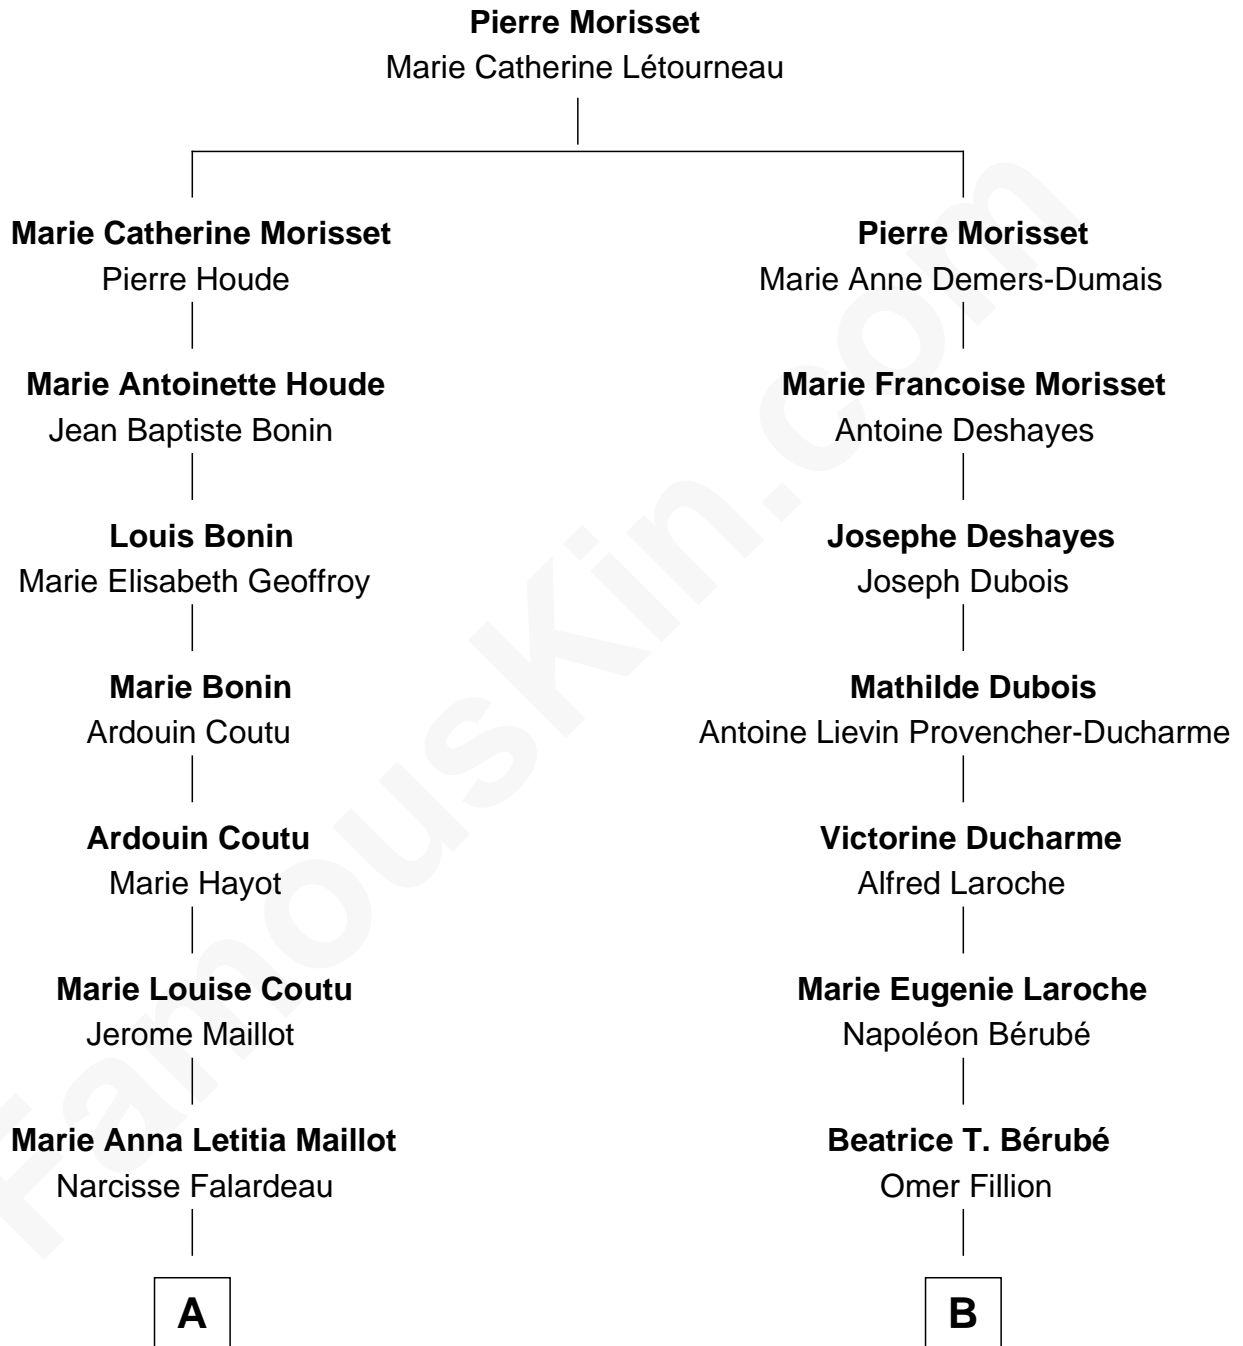 Pierre Morisset
Marie Catherine Létourneau
Marie Catherine Morisset
Pierre Houde
Marie Antoinette Houde
Jean Baptiste Bonin
Louis Bonin
Marie Elisabeth Geoffroy
Marie Bonin
Ardouin Coutu
Ardouin Coutu
Marie Hayot
Marie Louise Coutu
Jerome Maillot
Marie Anna Letitia Maillot
Narcisse Falardeau
A
Pierre Morisset
Marie Anne Demers-Dumais
Marie Francoise Morisset
Antoine Deshayes
Josephe Deshayes
Joseph Dubois
Mathilde Dubois
Antoine Lievin Provencher-Ducharme
Victorine Ducharme
Alfred Laroche
Marie Eugenie Laroche
Napoléon Bérubé
Beatrice T. Bérubé
Omer Fillion
B
FamousKin.com